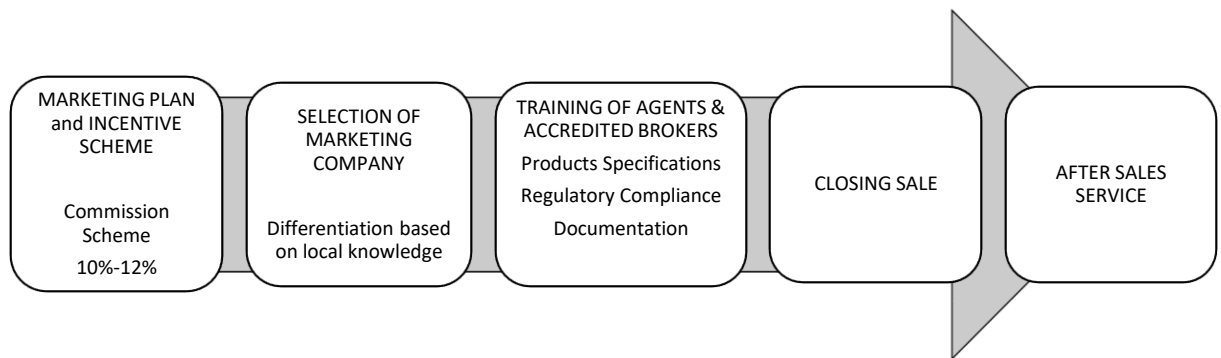 MARKETING PLAN
and INCENTIVE
SCHEME
Commission
Scheme
10%-12%
SELECTION OF
MARKETING
COMPANY
Differentiation based
on local knowledge
TRAINING OF AGENTS &
ACCREDITED BROKERS
Products Specifications
Regulatory Compliance
Documentation
CLOSING SALE
AFTER SALES
SERVICE